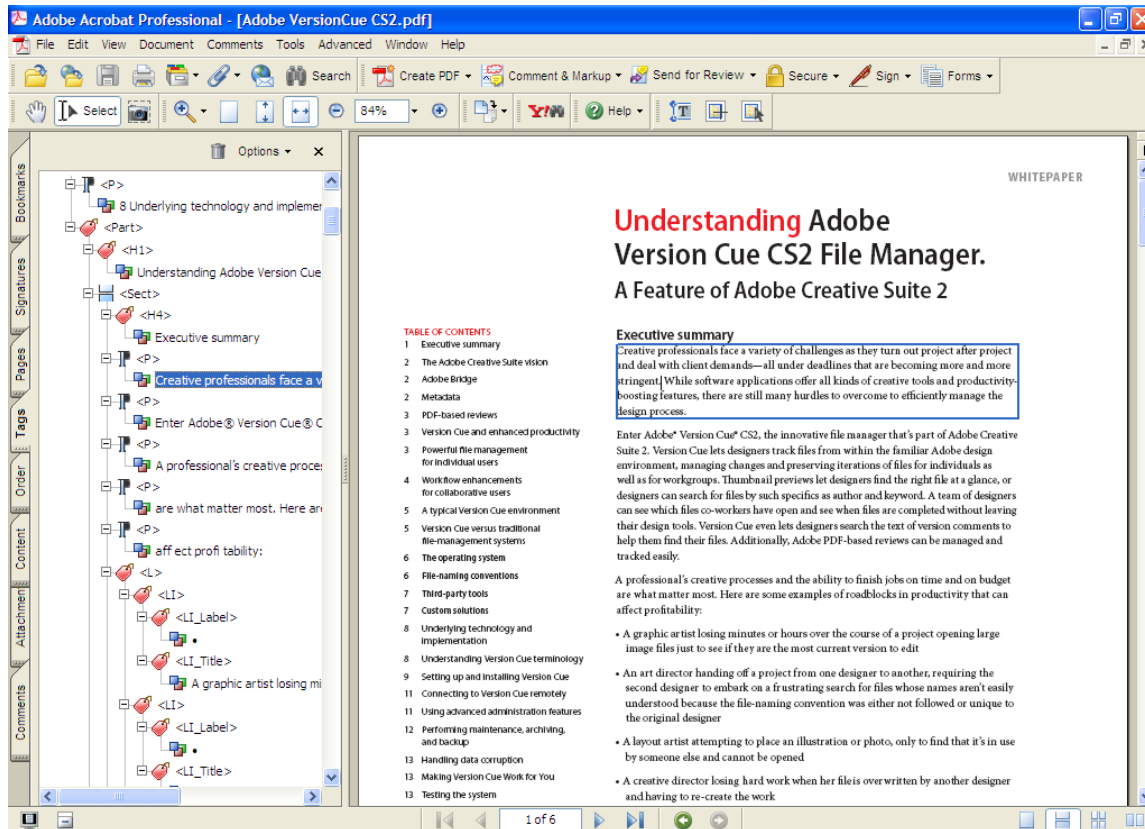 Adobe Acrobat Professional - [Adobe VersionCue CS2.pdf]
File Edit View Document Comments Tools Advanced Window Help
Search Create PDF Comment & Markup Send for Review Secure Sign Forms
Select 84% Y! Help
Options x
Bookmarks
Signatures
Pages
Tags
Order
Content
Attachment
Comments
<P>
8 Underlying technology and implemer
<Part>
<H1>
Understanding Adobe Version Cue
<Sect>
<H4>
Executive summary
<P>
Creative professionals face a v
<P>
Enter Adobe® Version Cue® C
<P>
A professional's creative proce
<P>
are what matter most. Here ar
<P>
aff ect profi tability:
<L>
<LI>
<LI_Label>
•
<LI_Title>
A graphic artist losing mi
<LI>
<LI_Label>
•
<LI_Title>
WHITEPAPER
Understanding Adobe
Version Cue CS2 File Manager.
A Feature of Adobe Creative Suite 2
TABLE OF CONTENTS
1 Executive summary
2 The Adobe Creative Suite vision
2 Adobe Bridge
2 Metadata
3 PDF-based reviews
3 Version Cue and enhanced productivity
3 Powerful file management
for individual users
4 Workflow enhancements
for collaborative users
5 A typical Version Cue environment
5 Version Cue versus traditional
file-management systems
6 The operating system
6 File-naming conventions
7 Third-party tools
7 Custom solutions
8 Underlying technology and
implementation
8 Understanding Version Cue terminology
9 Setting up and installing Version Cue
11 Connecting to Version Cue remotely
11 Using advanced administration features
12 Performing maintenance, archiving,
and backup
13 Handling data corruption
13 Making Version Cue Work for You
13 Testing the system
Executive summary
Creative professionals face a variety of challenges as they turn out project after project
and deal with client demands—all under deadlines that are becoming more and more
stringent. While software applications offer all kinds of creative tools and productivity-
boosting features, there are still many hurdles to overcome to efficiently manage the
design process.
Enter Adobe® Version Cue® CS2, the innovative file manager that's part of Adobe Creative
Suite 2. Version Cue lets designers track files from within the familiar Adobe design
environment, managing changes and preserving iterations of files for individuals as
well as for workgroups. Thumbnail previews let designers find the right file at a glance, or
designers can search for files by such specifics as author and keyword. A team of designers
can see which files co-workers have open and see when files are completed without leaving
their design tools. Version Cue even lets designers search the text of version comments to
help them find their files. Additionally, Adobe PDF-based reviews can be managed and
tracked easily.
A professional's creative processes and the ability to finish jobs on time and on budget
are what matter most. Here are some examples of roadblocks in productivity that can
affect profitability:
• A graphic artist losing minutes or hours over the course of a project opening large
image files just to see if they are the most current version to edit
• An art director handing off a project from one designer to another, requiring the
second designer to embark on a frustrating search for files whose names aren't easily
understood because the file-naming convention was either not followed or unique to
the original designer
• A layout artist attempting to place an illustration or photo, only to find that it's in use
by someone else and cannot be opened
• A creative director losing hard work when her file is overwritten by another designer
and having to re-create the work
1 of 6